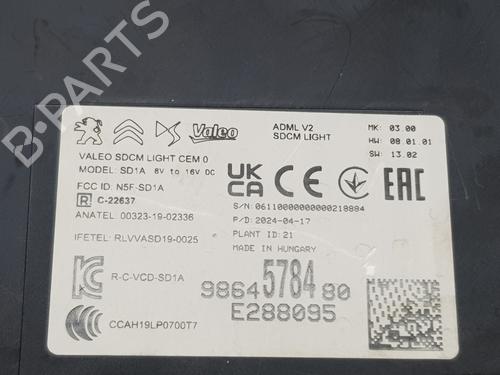 B-PARTS
Valeo
ADML V2
SDCM LIGHT
MK: 03.00
HW: 08.01.01
SW: 13.02
VALEO SDCM LIGHT CEM 0
MODEL: SD1A 8V to 16V DC
FCC ID: N5F-SD1A
R C-22637
ANATEL: 00323-19-02336
IFETEL: RLVVASD19-0025
UK CA CE EAC
S/N: 06110000000000218884
P/D: 2024-04-17
PLANT ID: 21
MADE IN HUNGARY
R-C-VCD-SD1A
9864578480
E288095
CCAH19LP0700T7